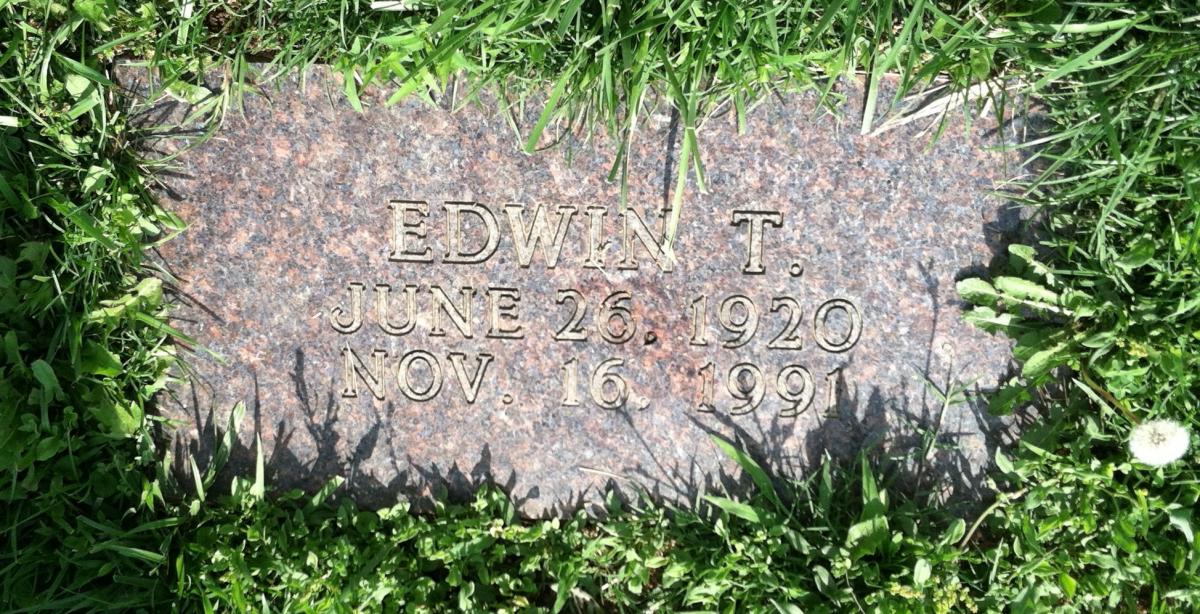 EDWIN T.
JUNE 26, 1920
NOV. 16, 1991